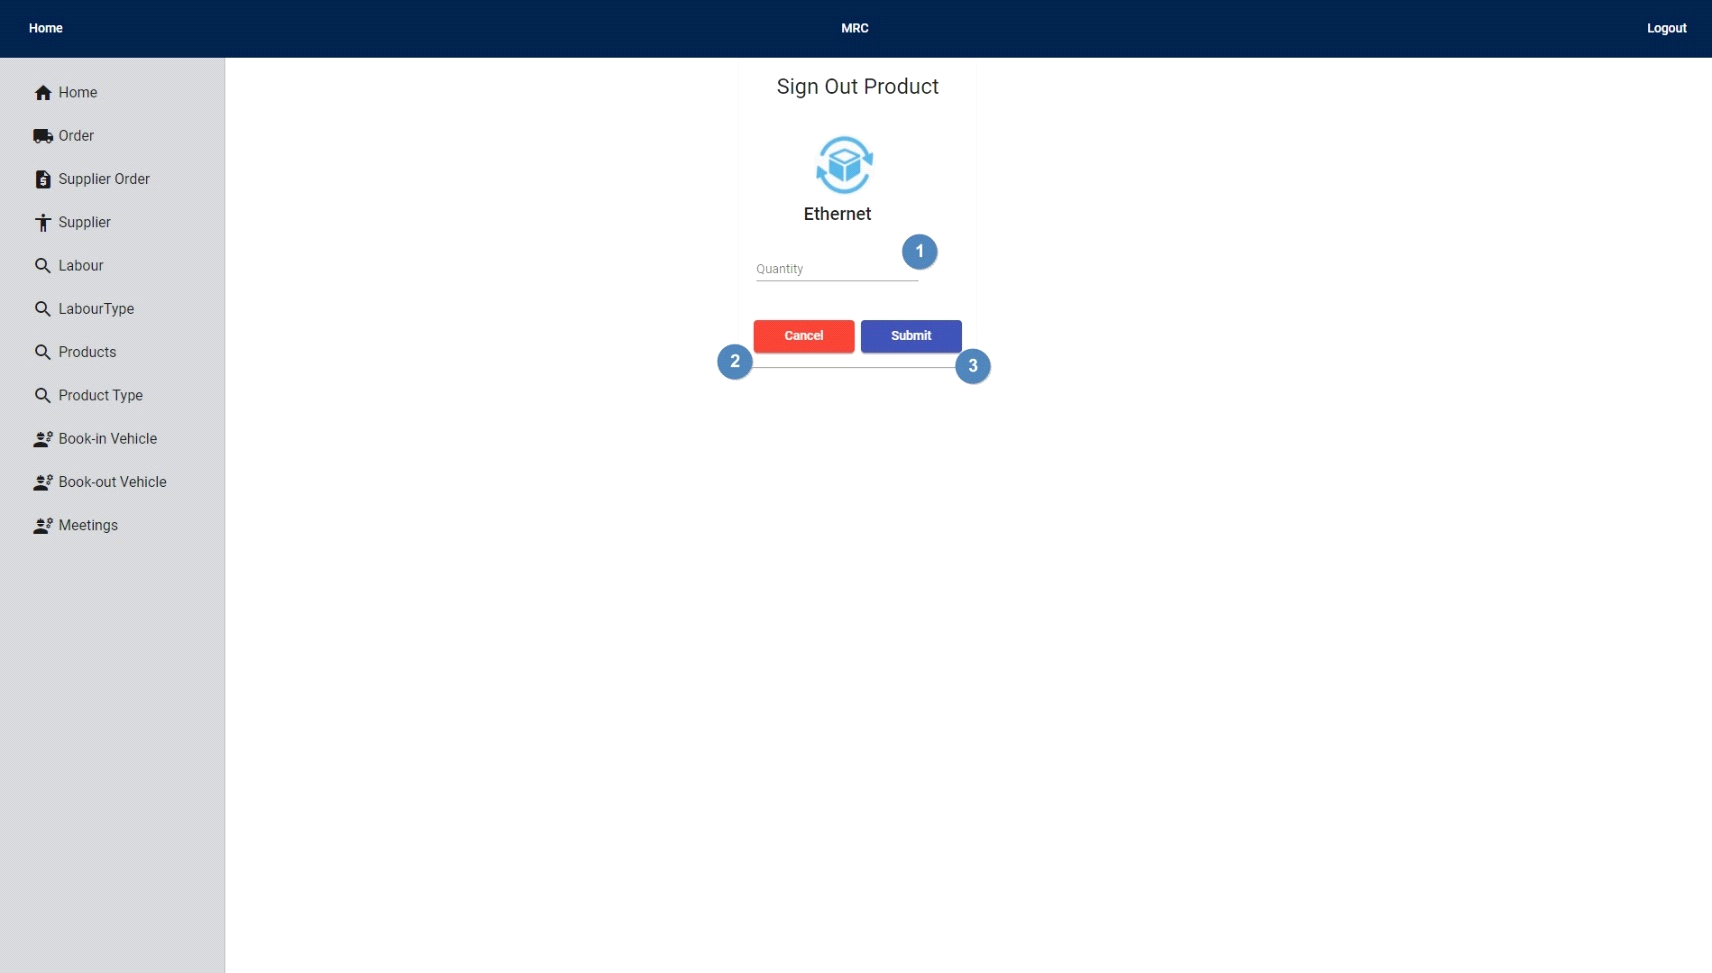 Home
MRC
Logout
Home
Order
Supplier Order
Supplier
Labour
LabourType
Products
Product Type
Book-in Vehicle
Book-out Vehicle
Meetings
Sign Out Product
Ethernet
1
Quantity
Cancel
Submit
2
3